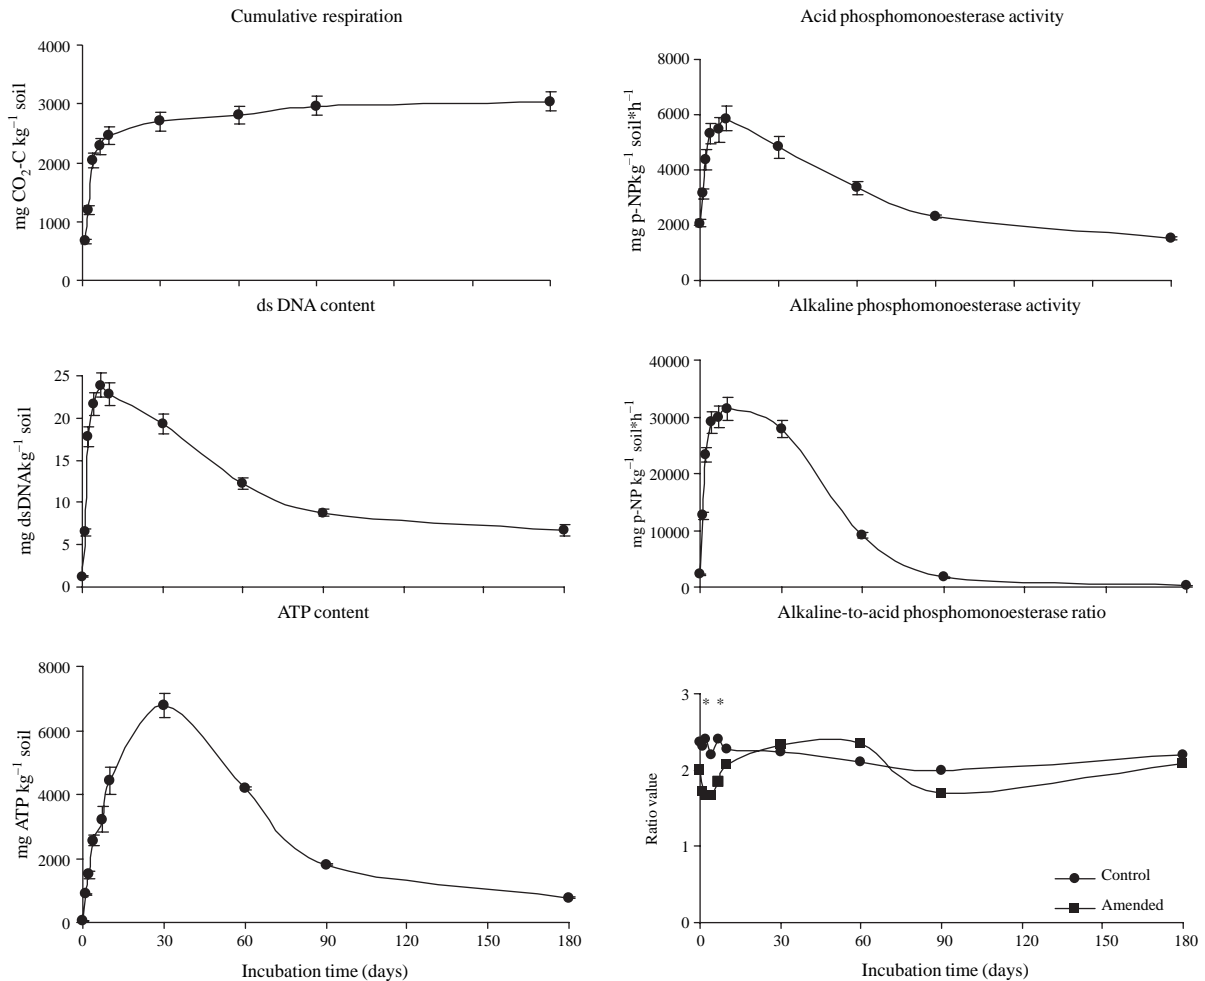 Cumulative respiration
mg CO₂-C kg⁻¹ soil
4000
3000
2000
1000
0
Acid phosphomonoesterase activity
mg p-NPkg⁻¹ soil*h⁻¹
8000
6000
4000
2000
0
ds DNA content
mg dsDNAkg⁻¹ soil
25
20
15
10
5
0
Alkaline phosphomonoesterase activity
mg p-NP kg⁻¹ soil*h⁻¹
40000
30000
20000
10000
0
ATP content
mg ATP kg⁻¹ soil
8000
6000
4000
2000
0
0 30 60 90 120 150 180
Incubation time (days)
Alkaline-to-acid phosphomonoesterase ratio
Ratio value
3
2
1
0
* *
Control
Amended
0 30 60 90 120 150 180
Incubation time (days)